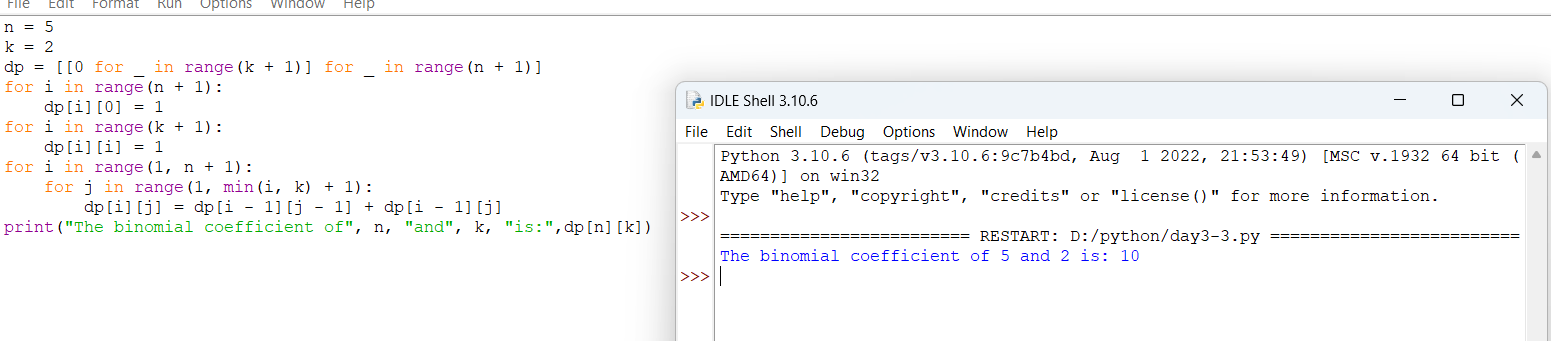 File Edit Format Run Options Window Help
n = 5
k = 2
dp = [[0 for _ in range(k + 1)] for _ in range(n + 1)]
for i in range(n + 1):
    dp[i][0] = 1
for i in range(k + 1):
    dp[i][i] = 1
for i in range(1, n + 1):
    for j in range(1, min(i, k) + 1):
        dp[i][j] = dp[i - 1][j - 1] + dp[i - 1][j]
print("The binomial coefficient of", n, "and", k, "is:",dp[n][k])
IDLE Shell 3.10.6
File Edit Shell Debug Options Window Help
Python 3.10.6 (tags/v3.10.6:9c7b4bd, Aug  1 2022, 21:53:49) [MSC v.1932 64 bit (
AMD64)] on win32
Type "help", "copyright", "credits" or "license()" for more information.
>>>
========================= RESTART: D:/python/day3-3.py =========================
The binomial coefficient of 5 and 2 is: 10
>>>